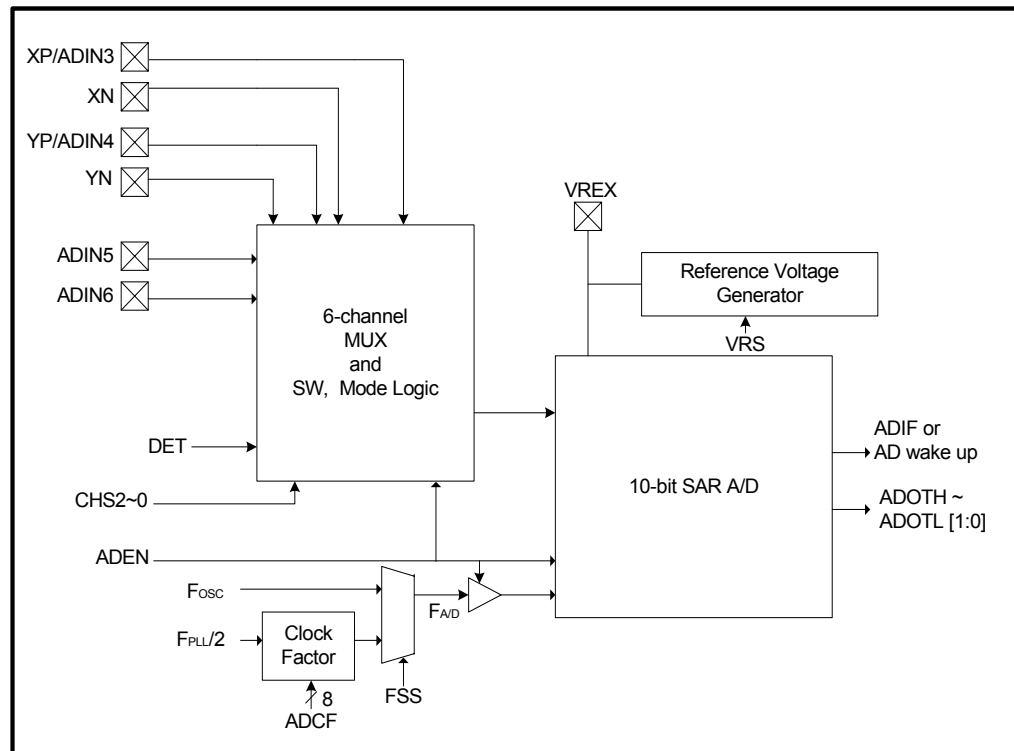 XP/ADIN3
XN
YP/ADIN4
YN
VREX
ADIN5
ADIN6
Reference Voltage
Generator
6-channel
MUX
and
SW, Mode Logic
VRS
DET
ADIF or
AD wake up
CHS2~0
10-bit SAR A/D
ADOTH ~
ADOTL [1:0]
ADEN
FOSC
FA/D
FPLL/2
Clock
Factor
8
FSS
ADCF